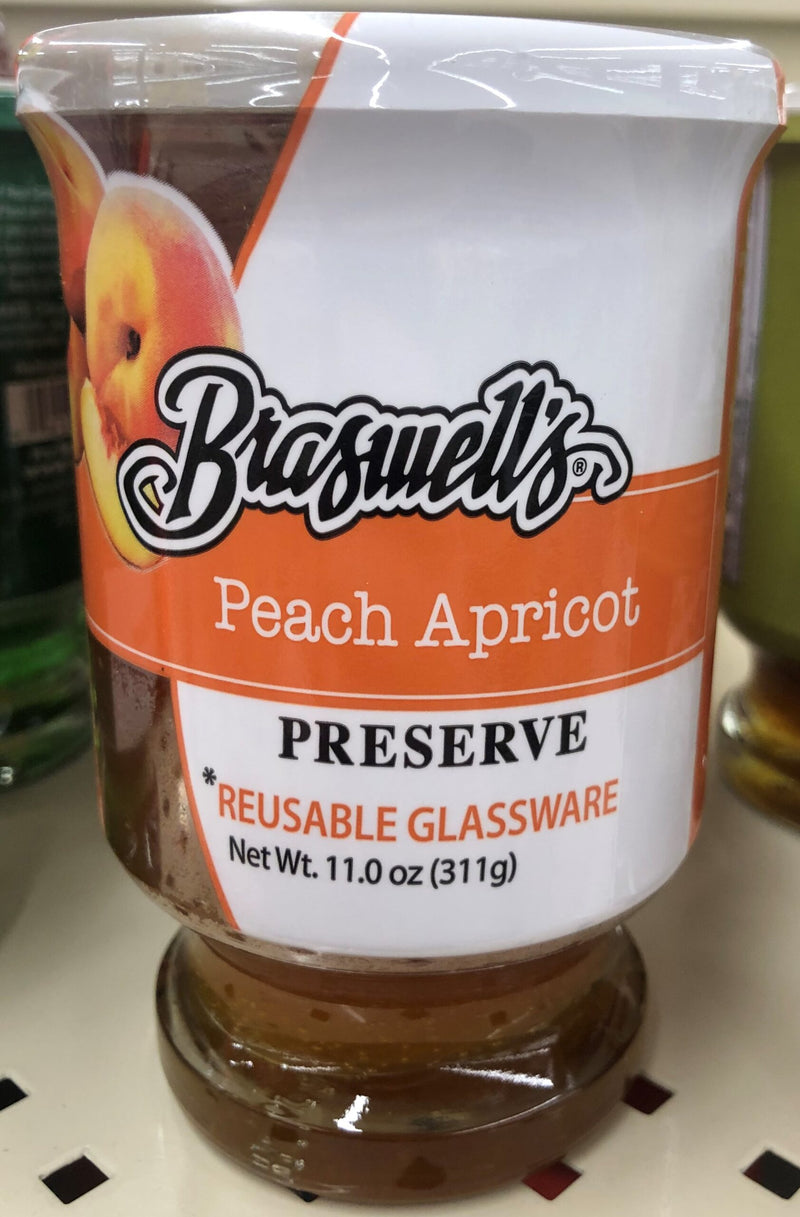 Braswell's®
Peach Apricot
PRESERVE
*REUSABLE GLASSWARE
Net Wt. 11.0 oz (311g)